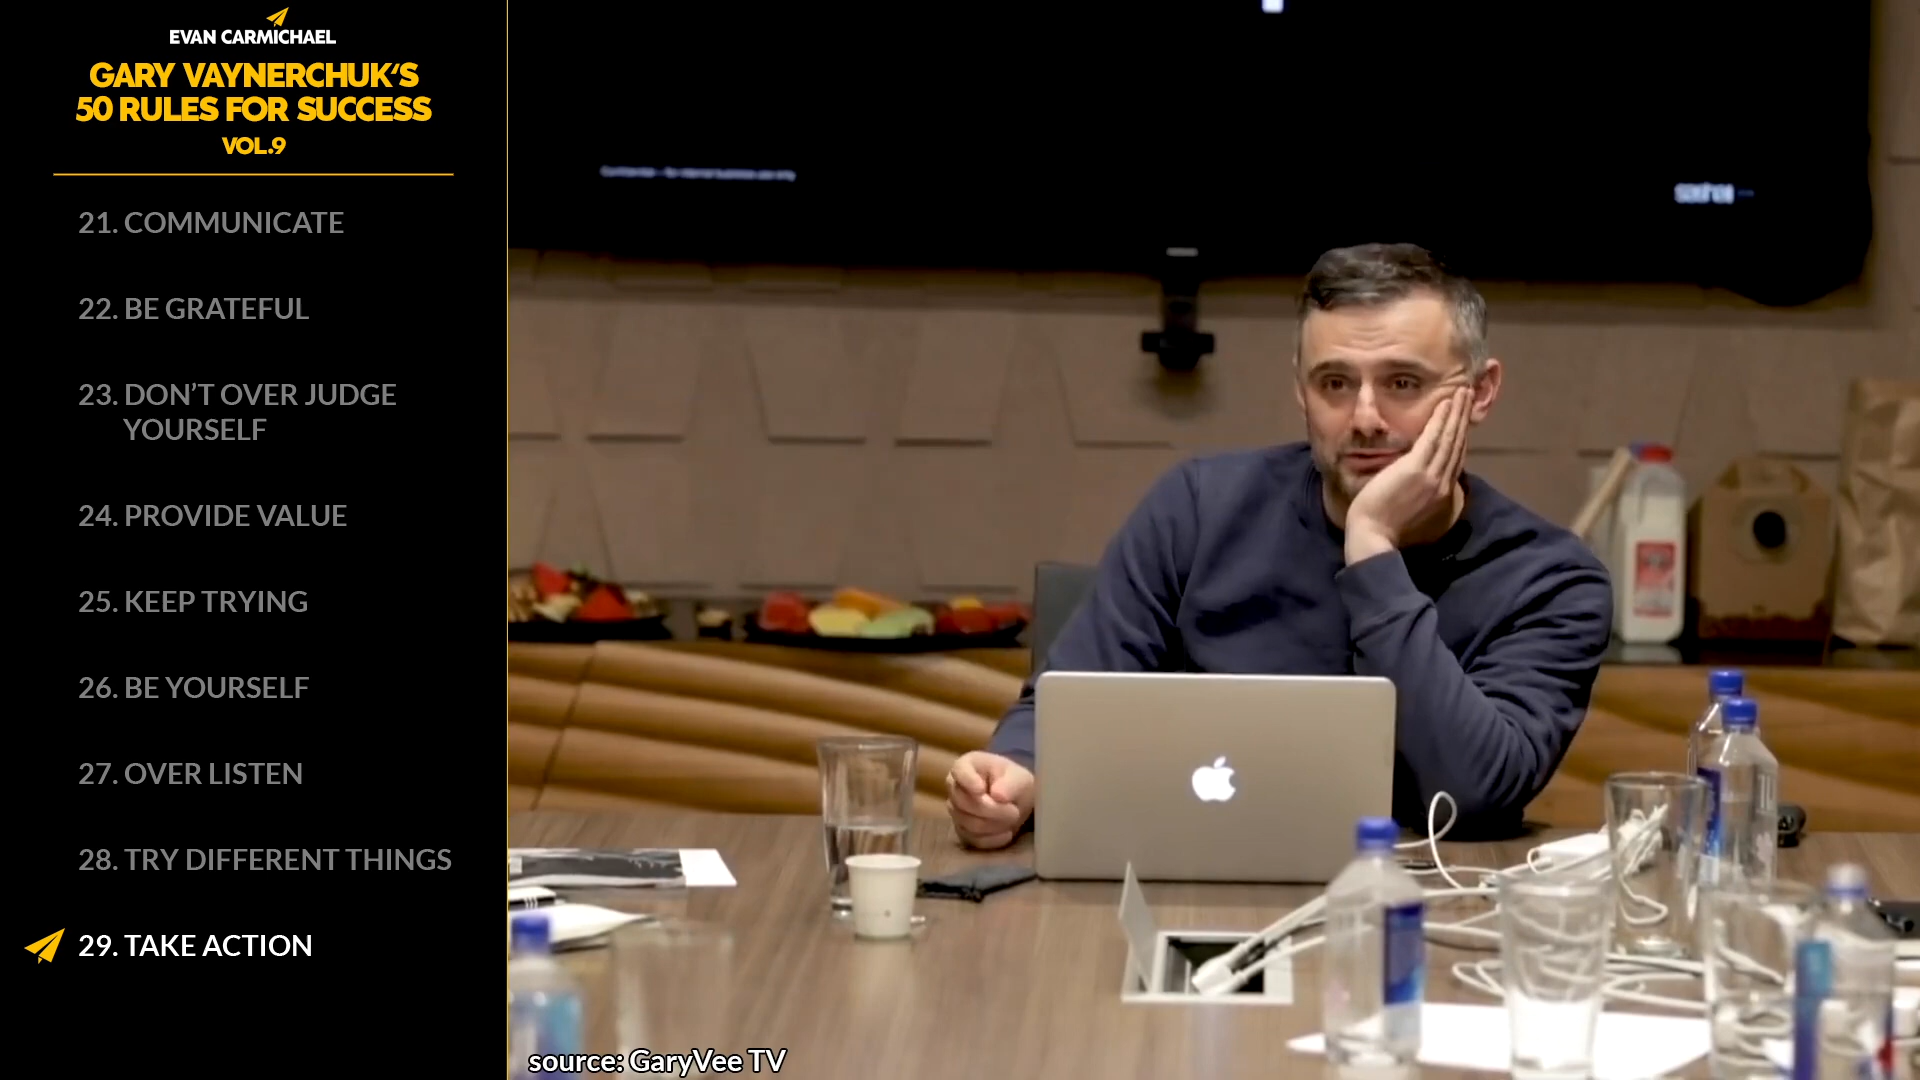 EVAN CARMICHAEL
GARY VAYNERCHUK'S
50 RULES FOR SUCCESS
VOL.9
21. COMMUNICATE
22. BE GRATEFUL
23. DON'T OVER JUDGE
YOURSELF
24. PROVIDE VALUE
25. KEEP TRYING
26. BE YOURSELF
27. OVER LISTEN
28. TRY DIFFERENT THINGS
29. TAKE ACTION
source: GaryVee TV